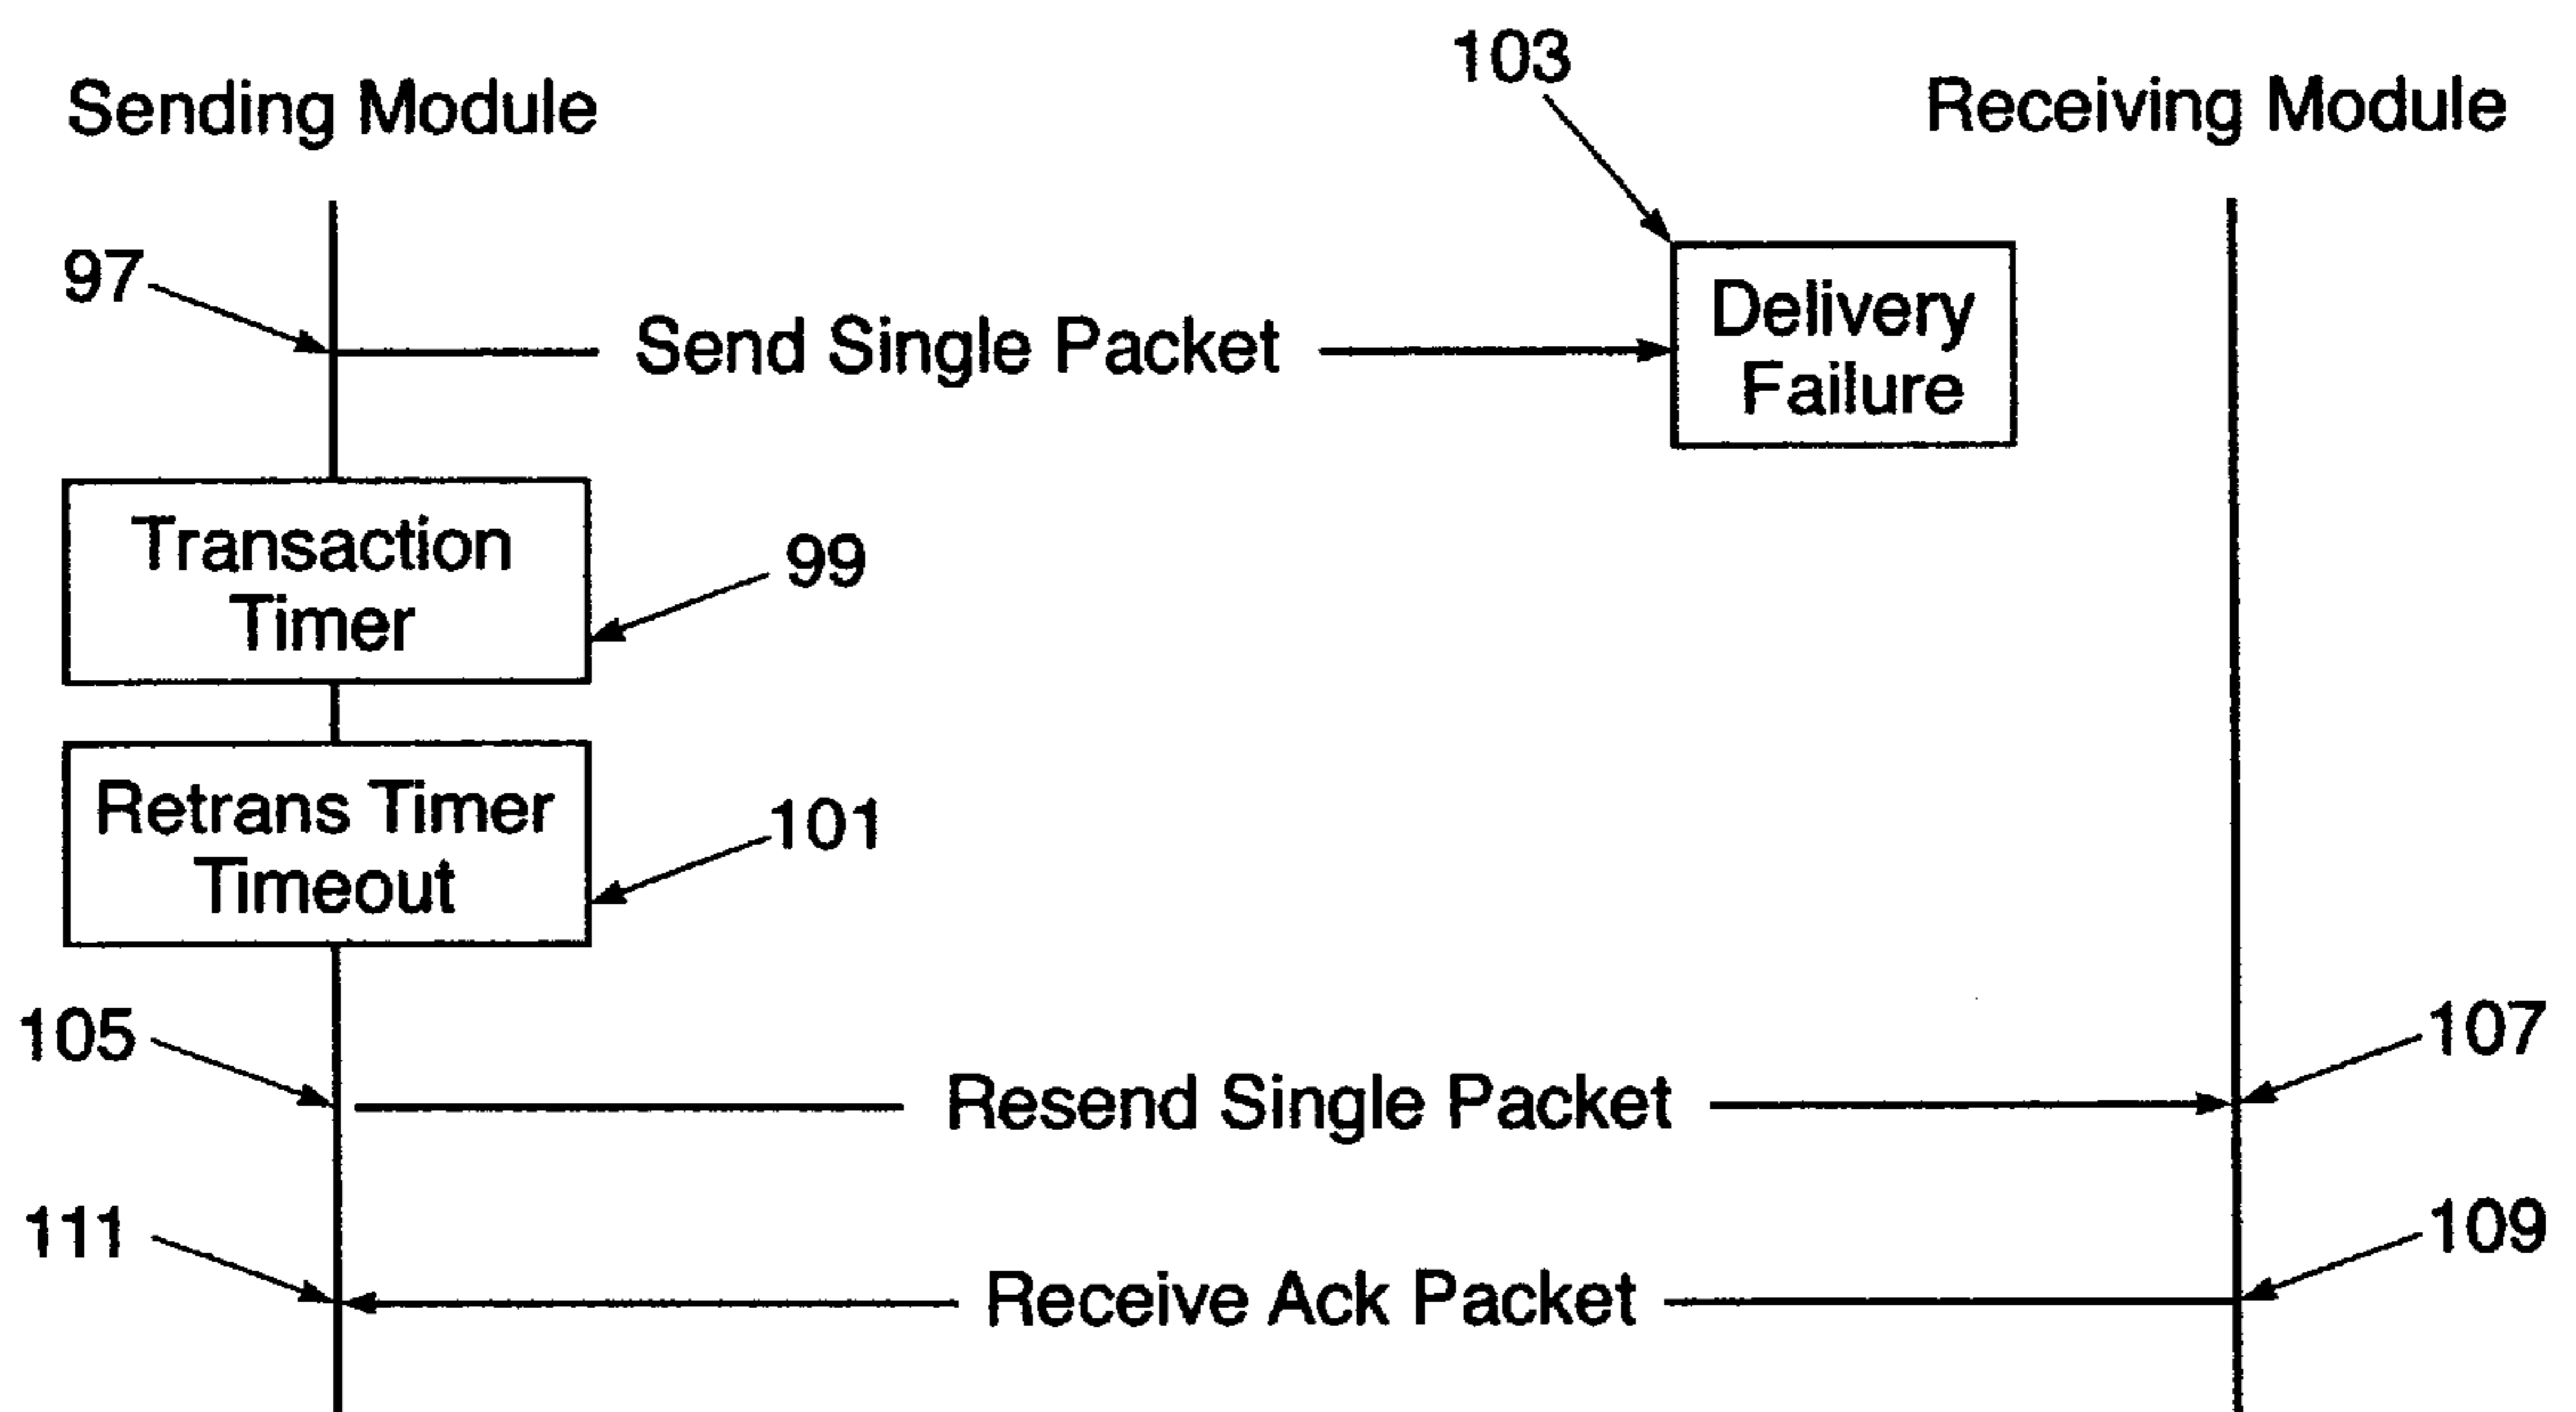 103
Sending Module
Receiving Module
97
Send Single Packet
Delivery
Failure
Transaction
Timer
99
Retrans Timer
Timeout
101
105
Resend Single Packet
107
111
Receive Ack Packet
109